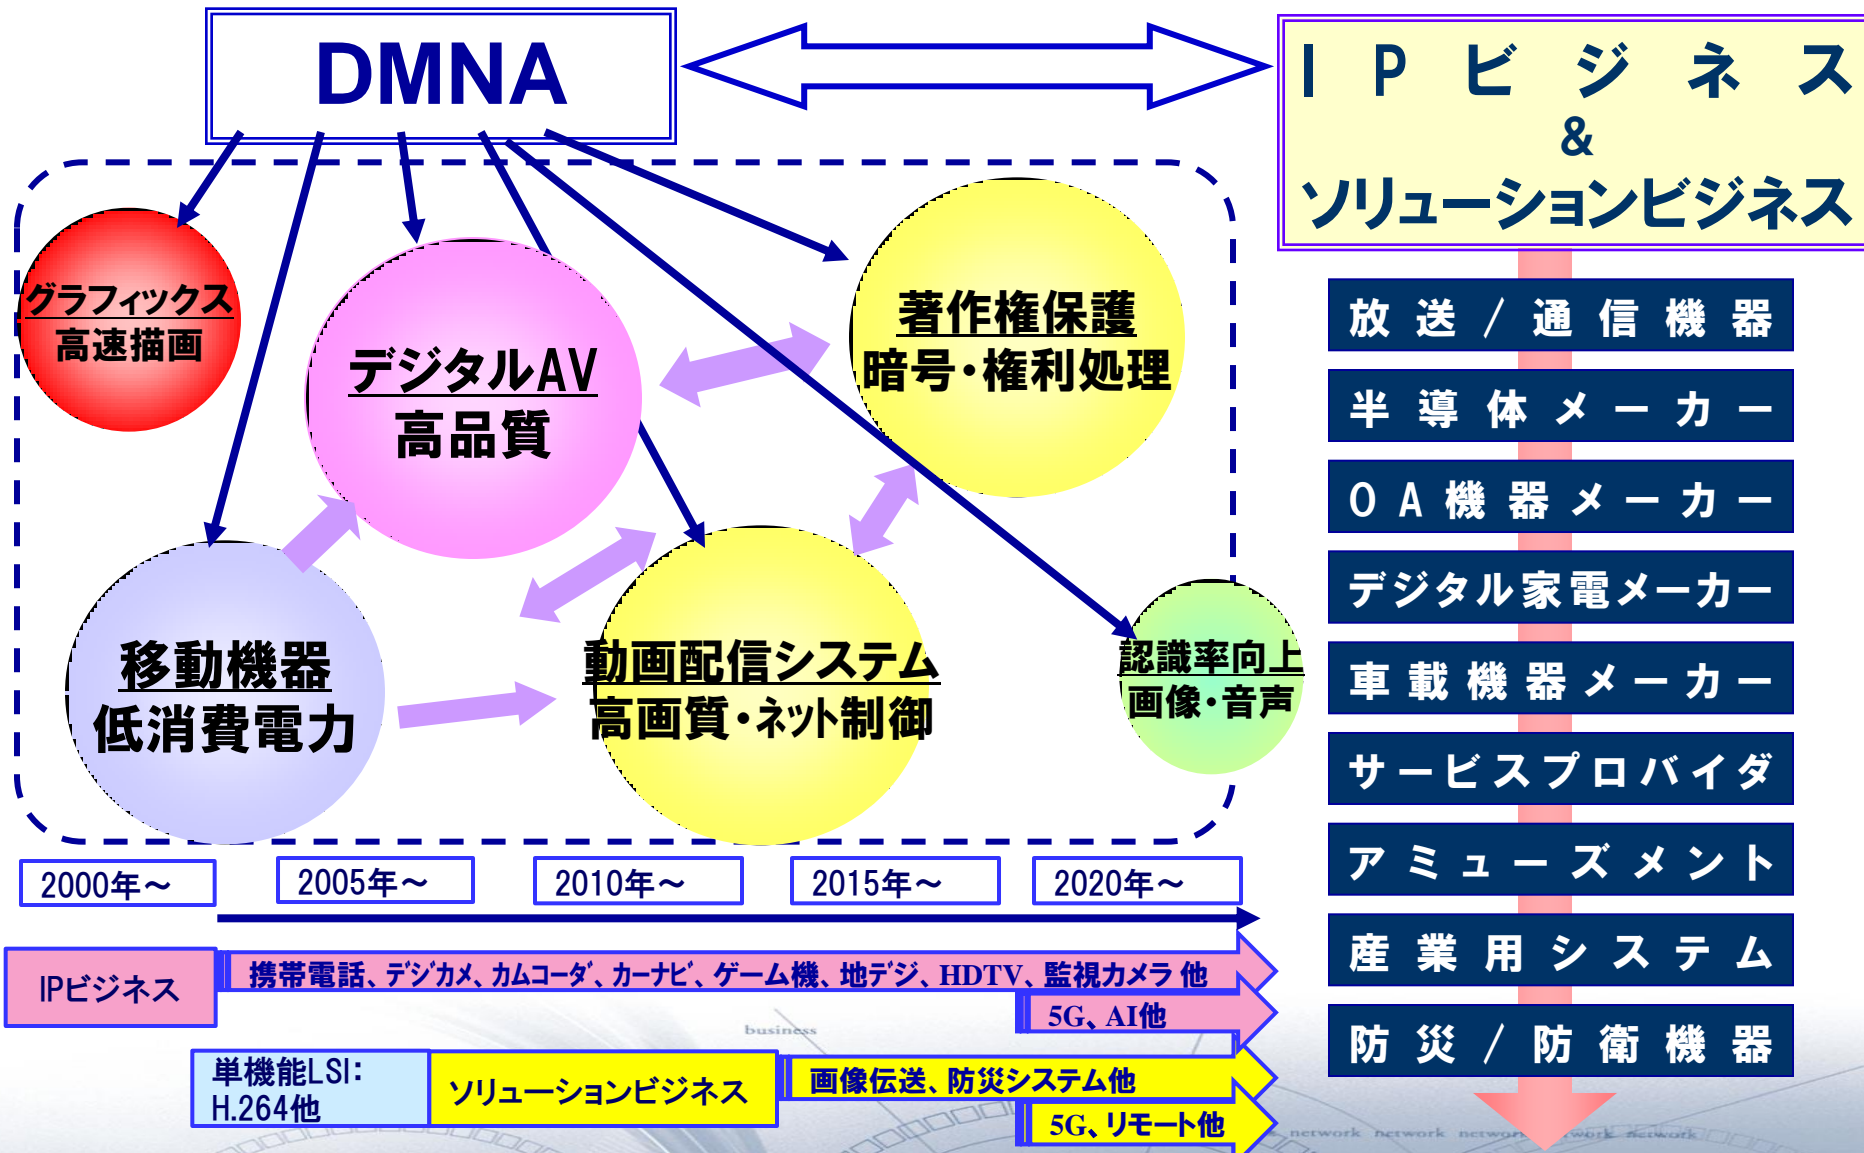 DMNA
IPビジネス
&
ソリューションビジネス
グラフィックス
高速描画
デジタルAV
高品質
著作権保護
暗号・権利処理
移動機器
低消費電力
動画配信システム
高画質・ネット制御
認識率向上
画像・音声
放送/通信機器
半導体メーカー
OA機器メーカー
デジタル家電メーカー
車載機器メーカー
サービスプロバイダ
アミューズメント
産業用システム
防災/防衛機器
2000年～
2005年～
2010年～
2015年～
2020年～
IPビジネス
携帯電話、デジカメ、カムコーダ、カーナビ、ゲーム機、地デジ、HDTV、監視カメラ 他
5G、AI他
business
単機能LSI：
H.264他
ソリューションビジネス
画像伝送、防災システム他
5G、リモート他
network network network network network